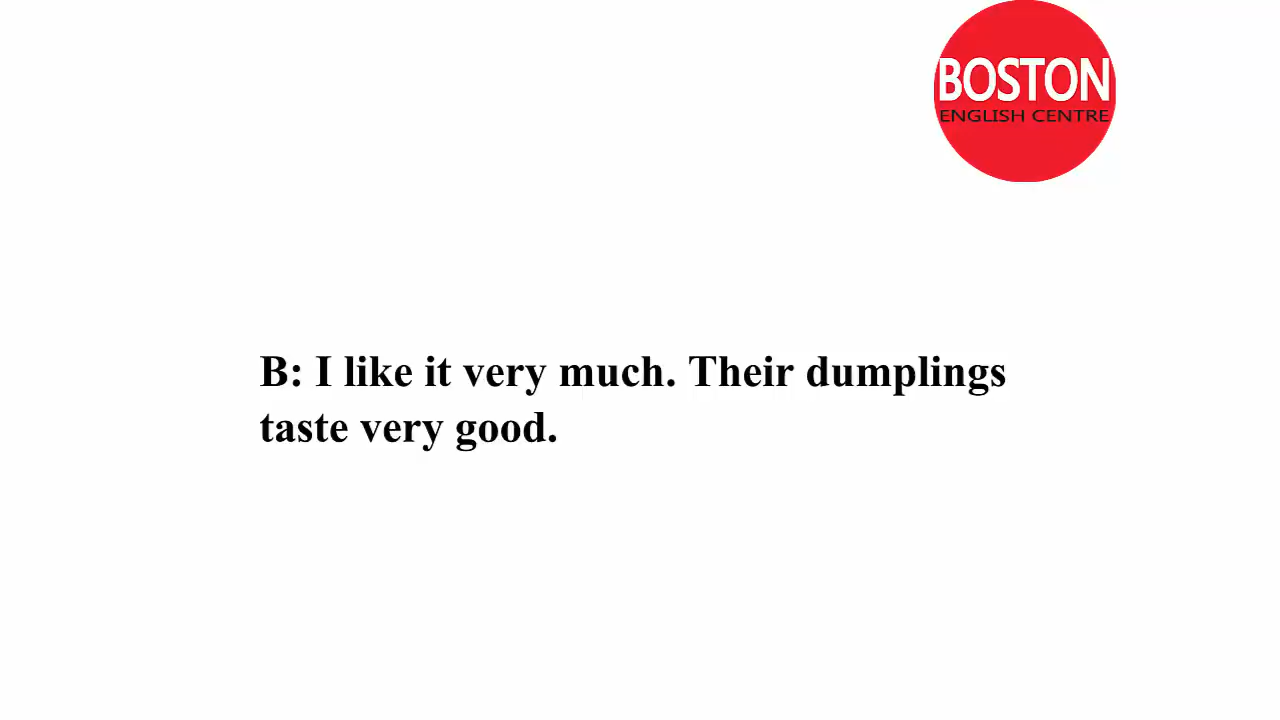 BOSTON
ENGLISH CENTRE
B: I like it very much. Their dumplings
taste very good.